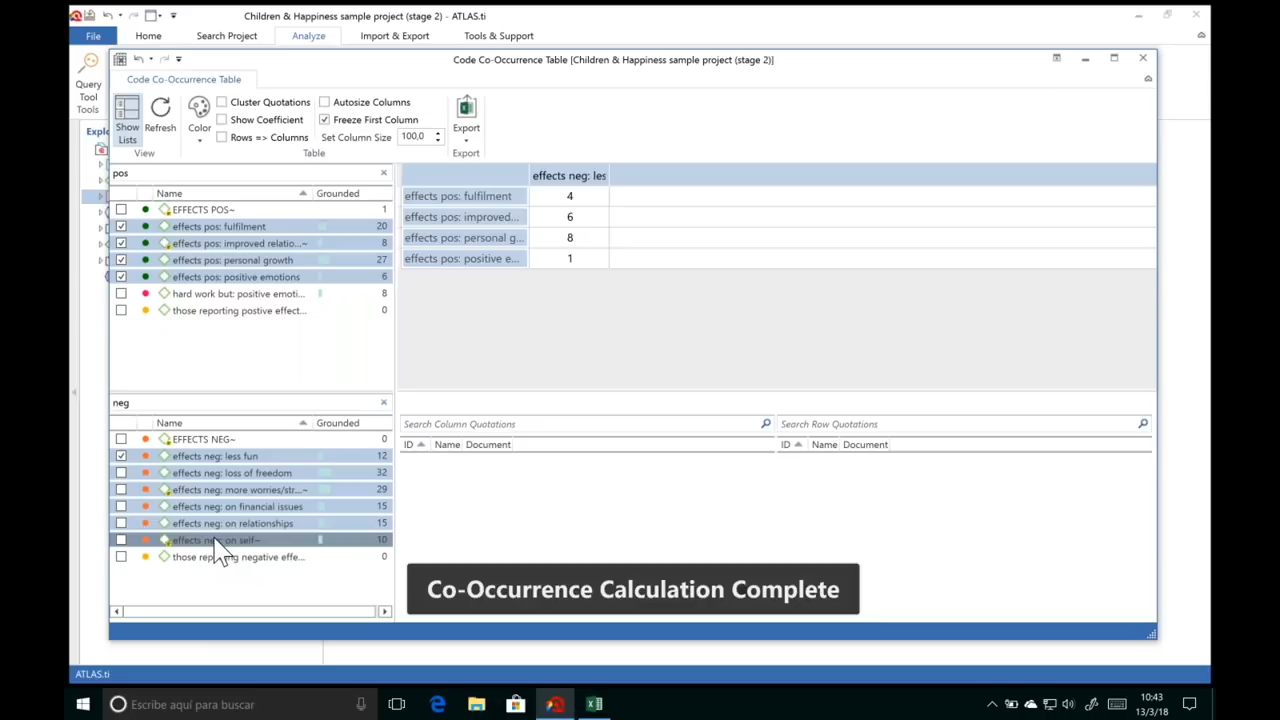 Children & Happiness sample project (stage 2) - ATLAS.ti
File Home Search Project Analyze Import & Export Tools & Support
Query Tool
Tools
Explo
Code Co-Occurrence Table [Children & Happiness sample project (stage 2)]
Code Co-Occurrence Table
Show Lists
Refresh
View
Color
Cluster Quotations
Show Coefficient
Rows => Columns
Autosize Columns
Freeze First Column
Set Column Size 100,0
Table
Export
Export
pos
Name Grounded
EFFECTS POS~ 1
effects pos: fulfilment 20
effects pos: improved relatio...~ 8
effects pos: personal growth 27
effects pos: positive emotions 6
hard work but: positive emoti... 8
those reporting postive effect... 0
effects neg: les
effects pos: fulfilment 4
effects pos: improved... 6
effects pos: personal g... 8
effects pos: positive e... 1
neg
Name Grounded
EFFECTS NEG~ 0
effects neg: less fun 12
effects neg: loss of freedom 32
effects neg: more worries/str...~ 29
effects neg: on financial issues 15
effects neg: on relationships 15
effects neg: on self~ 10
those reporting negative effe... 0
Search Column Quotations
ID Name Document
Search Row Quotations
ID Name Document
Co-Occurrence Calculation Complete
ATLAS.ti
Escribe aquí para buscar
10:43
13/3/18